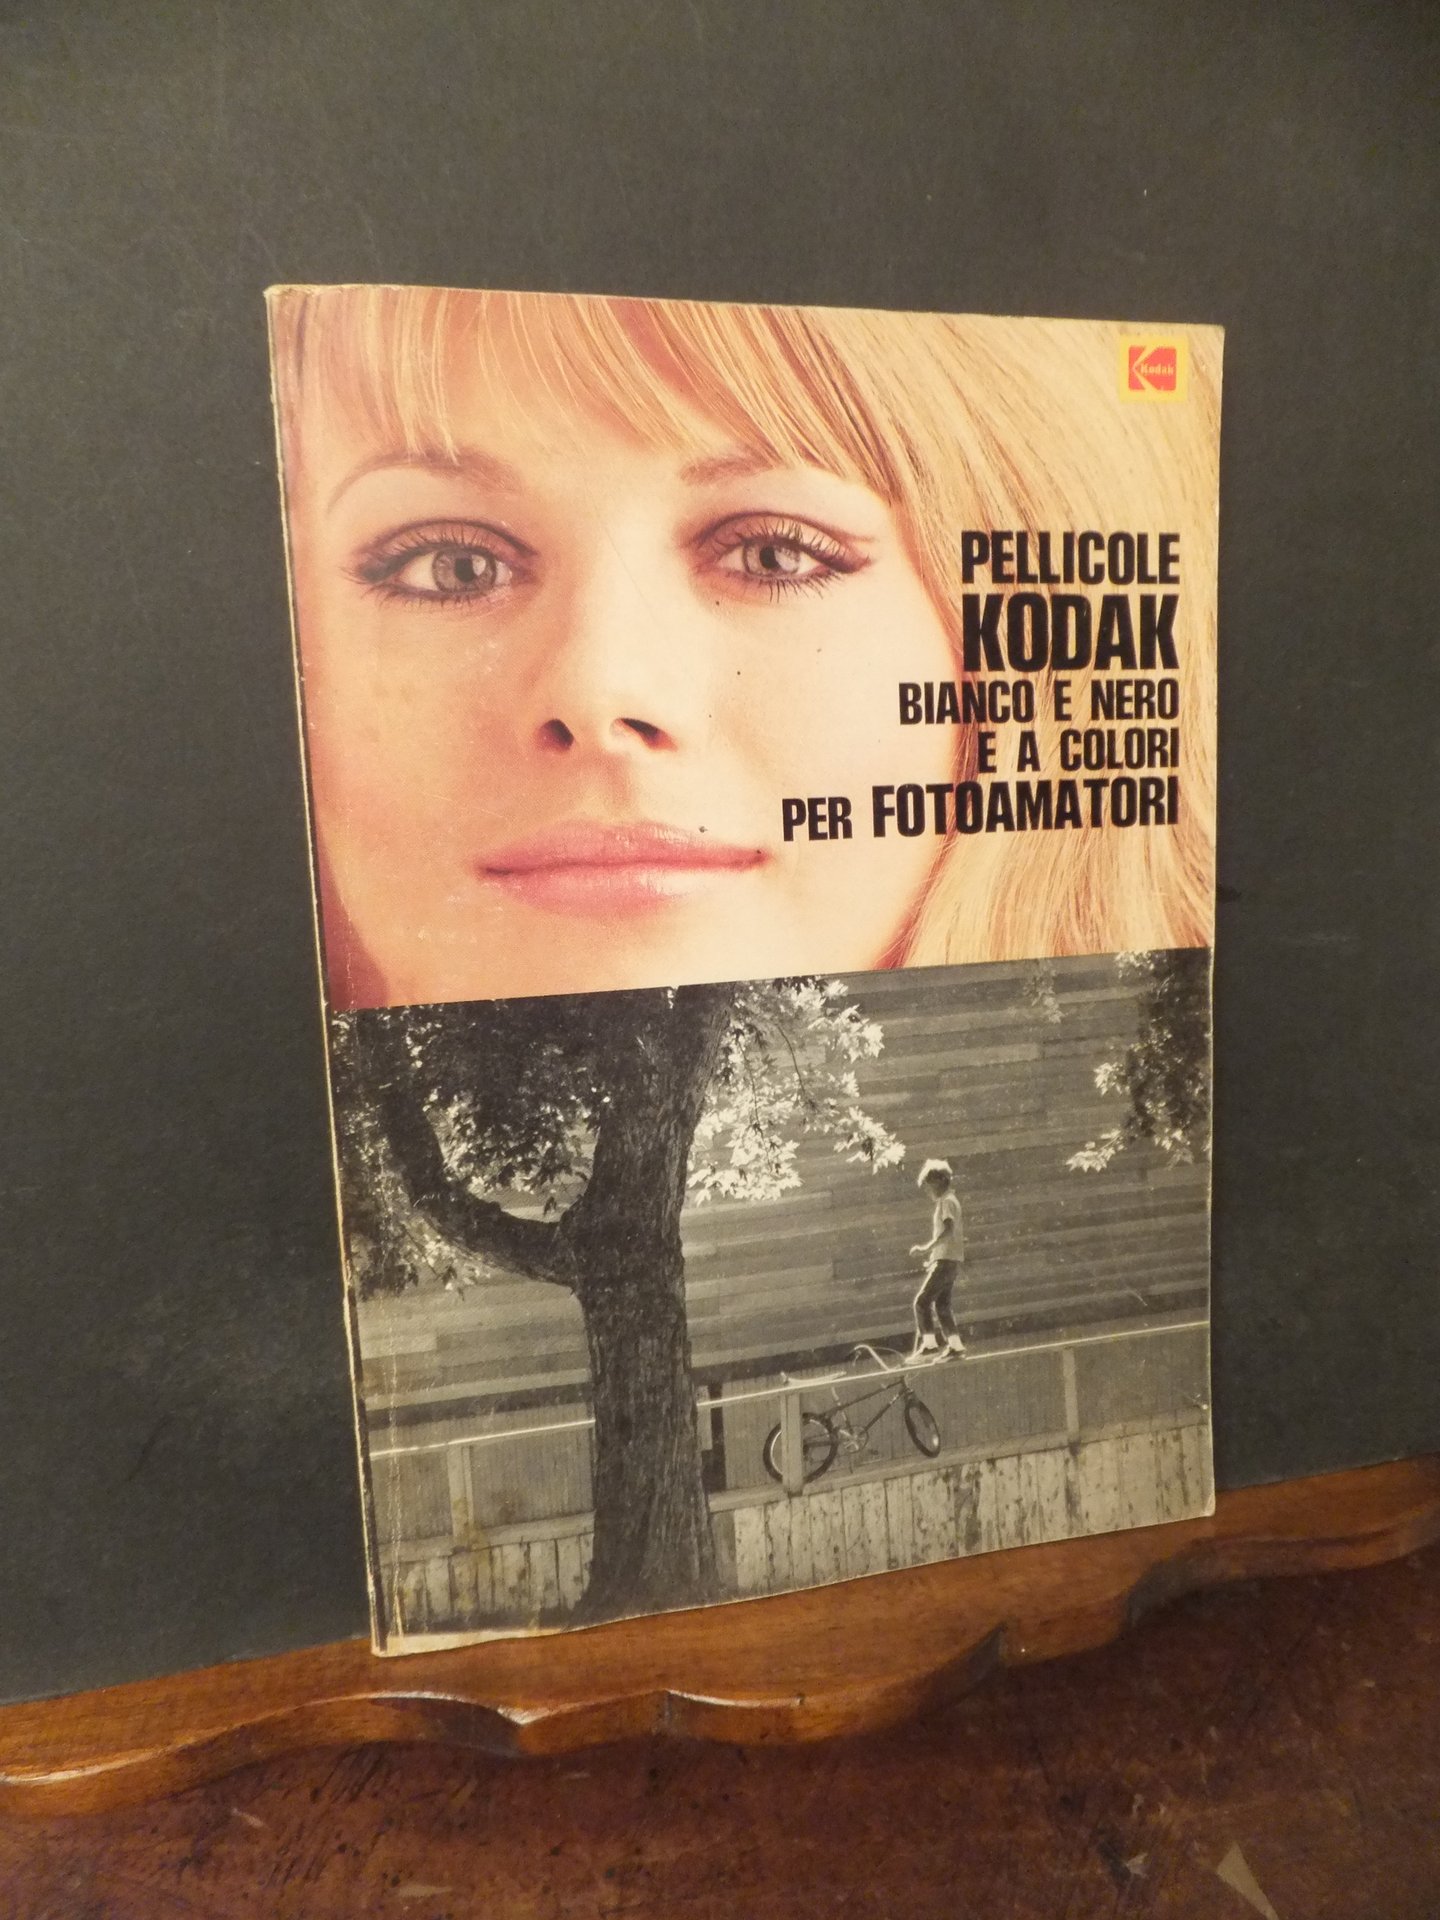 Kodak
PELLICOLE
KODAK
BIANCO E NERO
E A COLORI
PER FOTOAMATORI